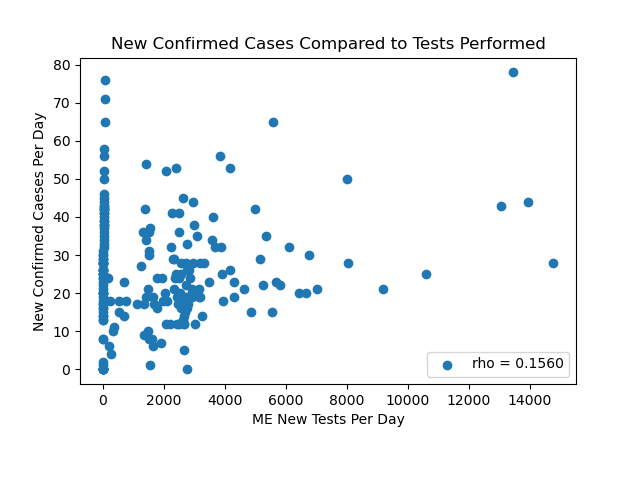 New Confirmed Cases Compared to Tests Performed
New Confirmed Caeses Per Day
80
70
60
50
40
30
20
10
0
rho = 0.1560
0 2000 4000 6000 8000 10000 12000 14000
ME New Tests Per Day